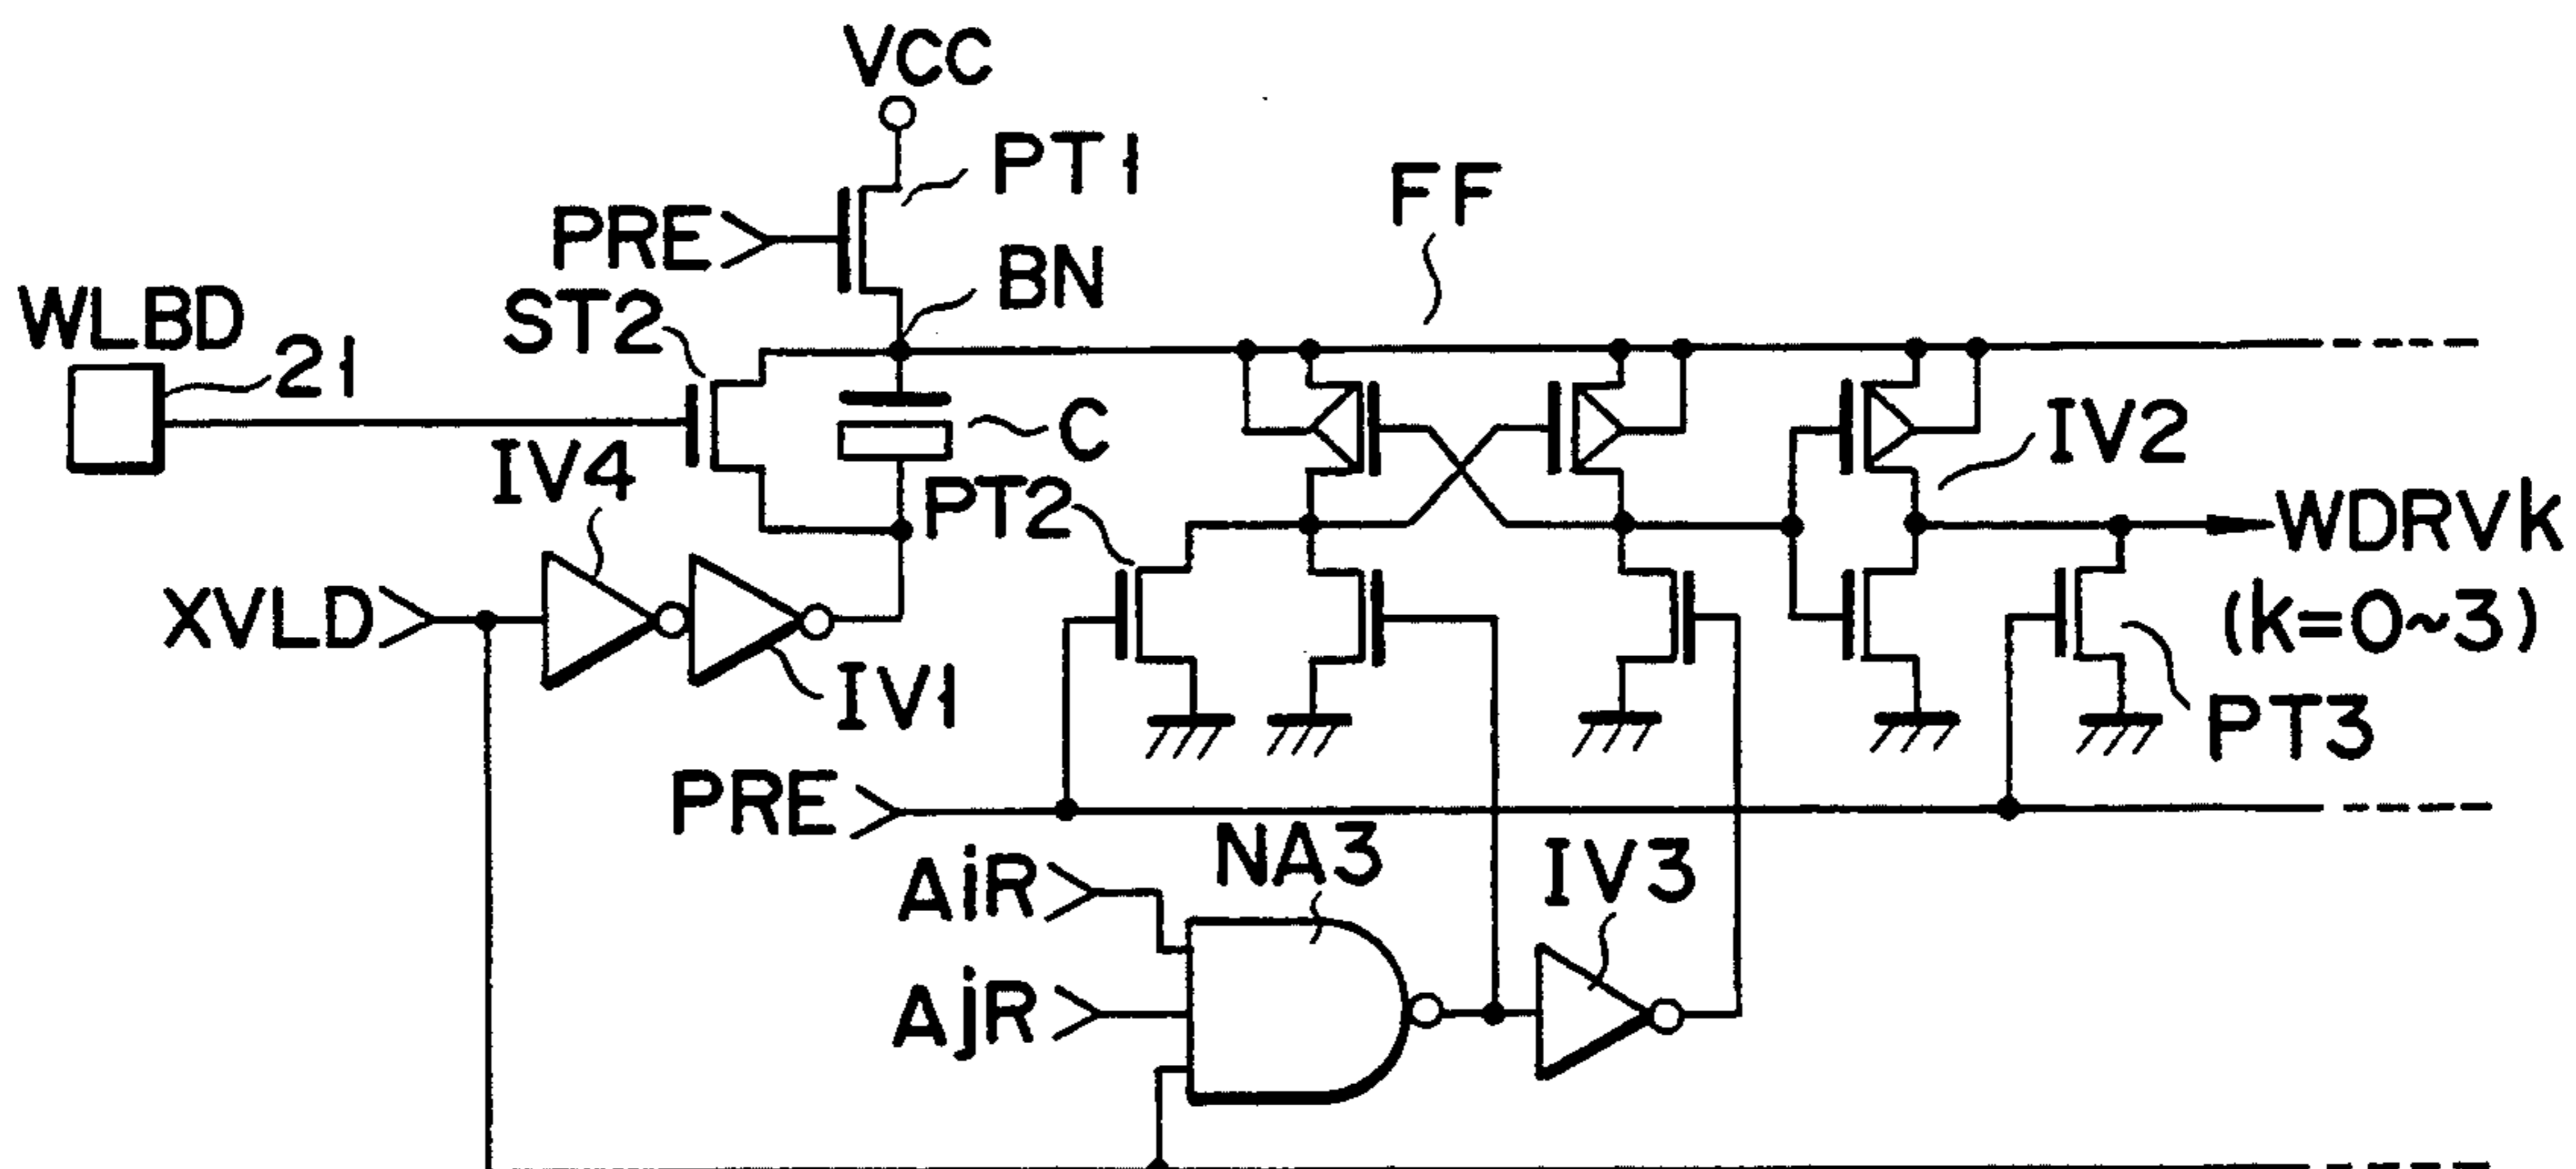 VCC
PT1
PRE
BN
FF
WLBD
21
ST2
C
IV4
IV2
PT2
WDRVk
(k=0~3)
XVLD
IV1
PT3
PRE
NA3
AiR
IV3
AjR